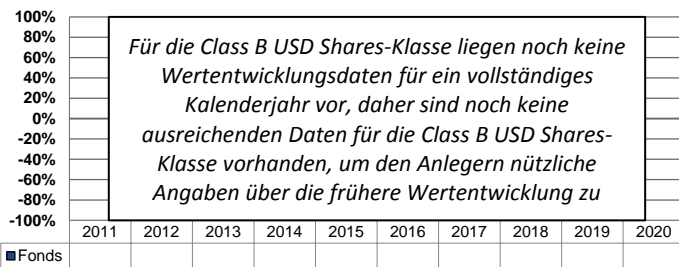 100%
80%
60%
40%
20%
0%
-20%
-40%
-60%
-80%
-100%
Für die Class B USD Shares-Klasse liegen noch keine
Wertentwicklungsdaten für ein vollständiges
Kalenderjahr vor, daher sind noch keine
ausreichenden Daten für die Class B USD Shares-
Klasse vorhanden, um den Anlegern nützliche
Angaben über die frühere Wertentwicklung zu
2011 2012 2013 2014 2015 2016 2017 2018 2019 2020
Fonds